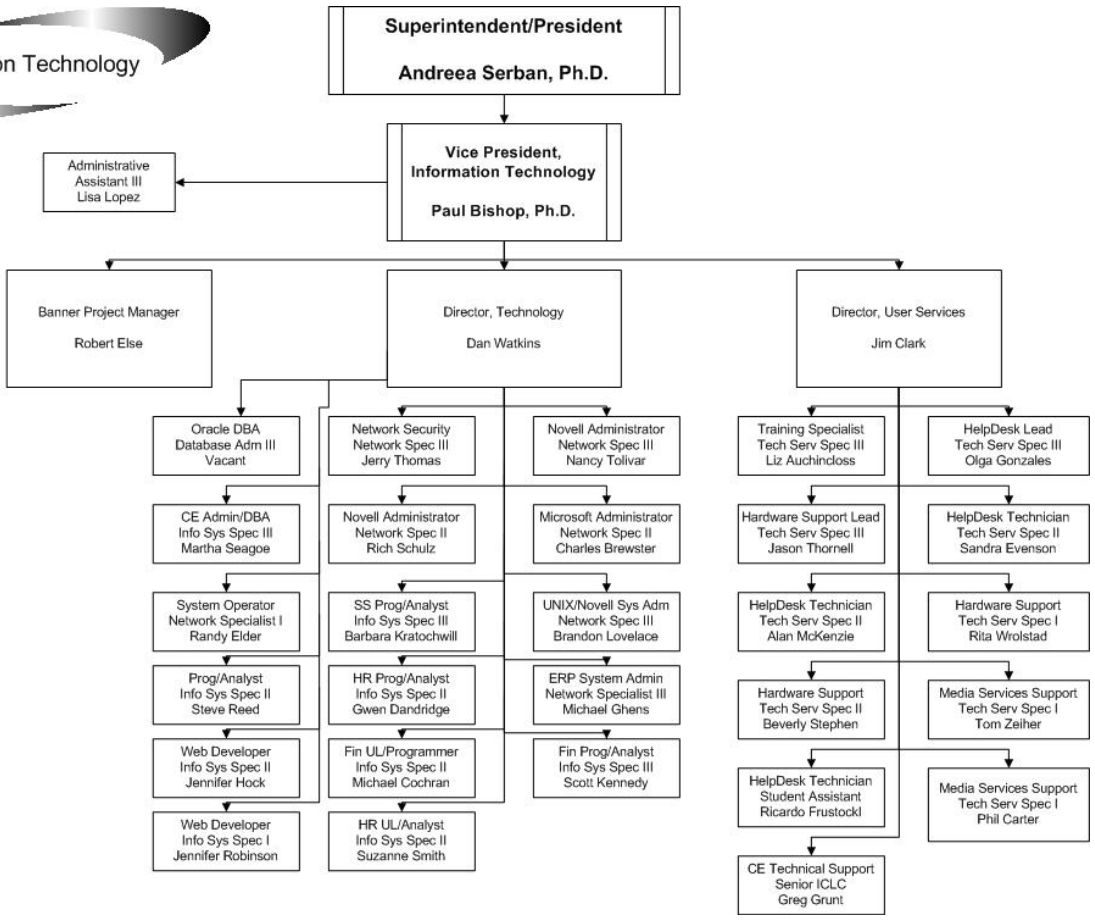 on Technology
Superintendent/President
Andreea Serban, Ph.D.
Vice President,
Information Technology
Paul Bishop, Ph.D.
Administrative
Assistant III
Lisa Lopez
Banner Project Manager
Robert Else
Director, Technology
Dan Watkins
Director, User Services
Jim Clark
Oracle DBA
Database Adm III
Vacant
Network Security
Network Spec III
Jerry Thomas
Novell Administrator
Network Spec III
Nancy Tolivar
Training Specialist
Tech Serv Spec III
Liz Auchincloss
HelpDesk Lead
Tech Serv Spec III
Olga Gonzales
CE Admin/DBA
Info Sys Spec III
Martha Seagoe
Novell Administrator
Network Spec II
Rich Schulz
Microsoft Administrator
Network Spec II
Charles Brewster
Hardware Support Lead
Tech Serv Spec III
Jason Thornell
HelpDesk Technician
Tech Serv Spec II
Sandra Evenson
System Operator
Network Specialist I
Randy Elder
SS Prog/Analyst
Info Sys Spec III
Barbara Kratochwill
UNIX/Novell Sys Adm
Network Spec III
Brandon Lovelace
HelpDesk Technician
Tech Serv Spec II
Alan McKenzie
Hardware Support
Tech Serv Spec I
Rita Wrolstad
Prog/Analyst
Info Sys Spec II
Steve Reed
HR Prog/Analyst
Info Sys Spec II
Gwen Dandridge
ERP System Admin
Network Specialist III
Michael Ghens
Hardware Support
Tech Serv Spec II
Beverly Stephen
Media Services Support
Tech Serv Spec I
Tom Zeiher
Web Developer
Info Sys Spec II
Jennifer Hock
Fin UL/Programmer
Info Sys Spec II
Michael Cochran
Fin Prog/Analyst
Info Sys Spec III
Scott Kennedy
HelpDesk Technician
Student Assistant
Ricardo Frustockl
Media Services Support
Tech Serv Spec I
Phil Carter
Web Developer
Info Sys Spec I
Jennifer Robinson
HR UL/Analyst
Info Sys Spec II
Suzanne Smith
CE Technical Support
Senior ICLC
Greg Grunt